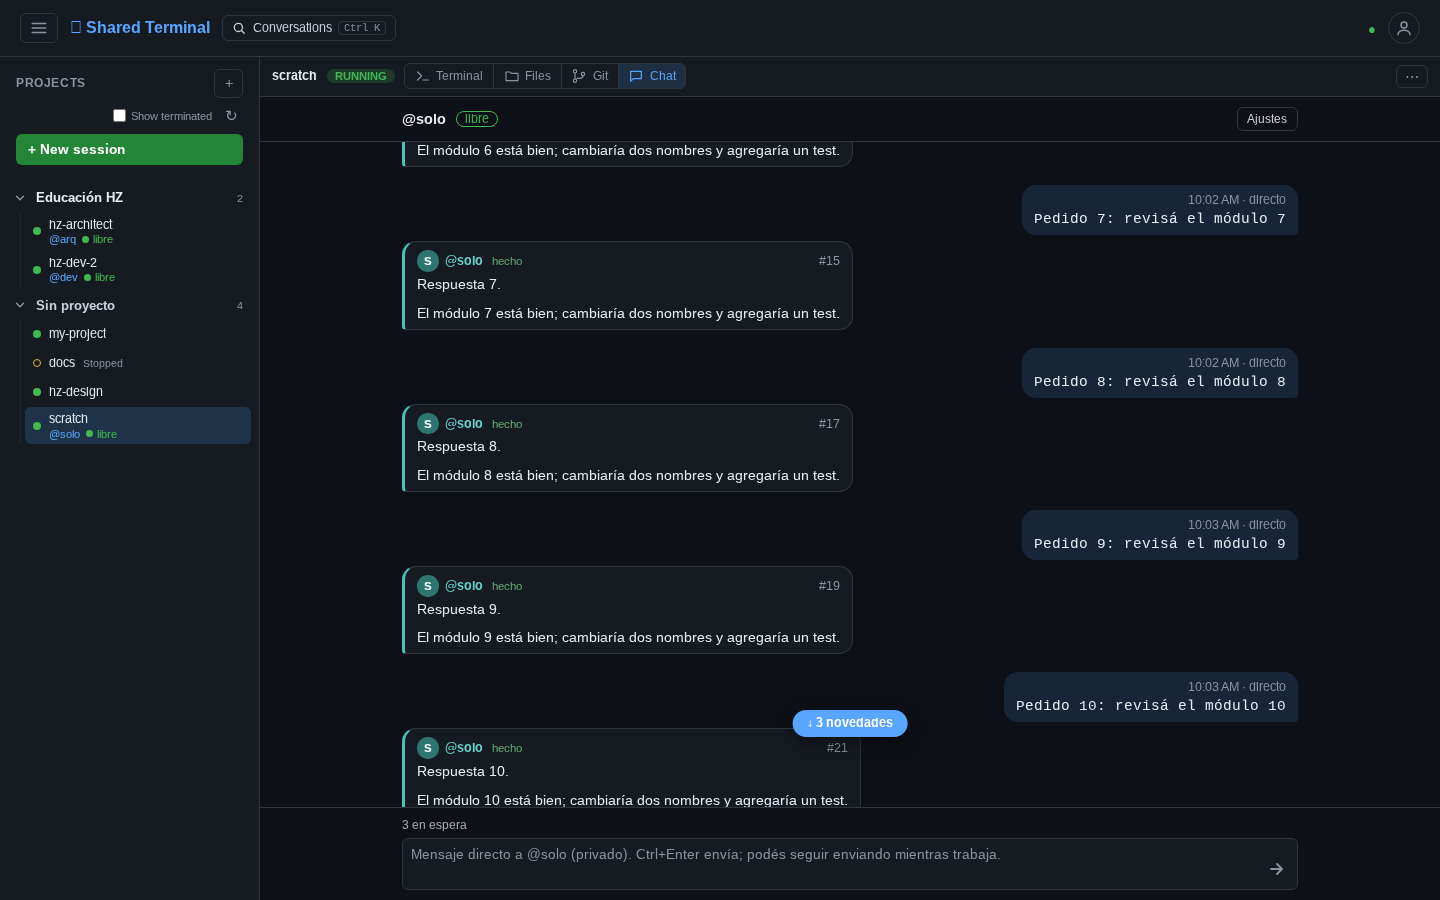 Shared Terminal
Conversations Ctrl K
PROJECTS
+
Show terminated ↻
+ New session
Educación HZ 2
hz-architect
@arq libre
hz-dev-2
@dev libre
Sin proyecto 4
my-project
docs Stopped
hz-design
scratch
@solo libre
scratch RUNNING Terminal Files Git Chat ...
@solo libre Ajustes
El módulo 6 está bien; cambiaría dos nombres y agregaría un test.
10:02 AM · directo
Pedido 7: revisá el módulo 7
S @solo hecho #15
Respuesta 7.
El módulo 7 está bien; cambiaría dos nombres y agregaría un test.
10:02 AM · directo
Pedido 8: revisá el módulo 8
S @solo hecho #17
Respuesta 8.
El módulo 8 está bien; cambiaría dos nombres y agregaría un test.
10:03 AM · directo
Pedido 9: revisá el módulo 9
S @solo hecho #19
Respuesta 9.
El módulo 9 está bien; cambiaría dos nombres y agregaría un test.
10:03 AM · directo
Pedido 10: revisá el módulo 10
↓ 3 novedades
S @solo hecho #21
Respuesta 10.
El módulo 10 está bien; cambiaría dos nombres y agregaría un test.
3 en espera
Mensaje directo a @solo (privado). Ctrl+Enter envía; podés seguir enviando mientras trabaja.